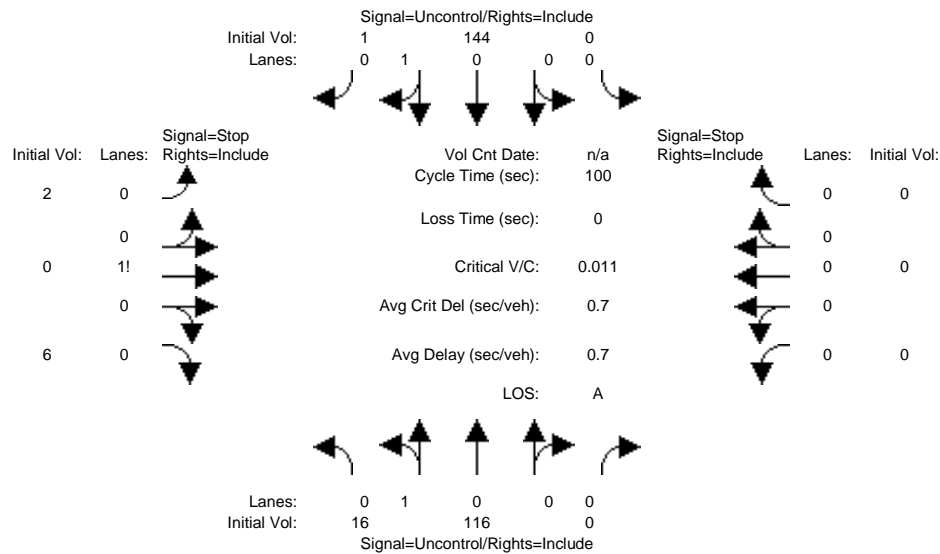 Signal=Uncontrol/Rights=Include
Initial Vol: 1 144 0
Lanes: 0 1 0 0 0
Signal=Stop Signal=Stop
Initial Vol: Lanes: Rights=Include Vol Cnt Date: n/a Rights=Include Lanes: Initial Vol:
Cycle Time (sec): 100
2 0 0 0
Loss Time (sec): 0
0 0
0 1! Critical V/C: 0.011 0 0
0 Avg Crit Del (sec/veh): 0.7 0
6 0 Avg Delay (sec/veh): 0.7 0 0
LOS: A
Lanes: 0 1 0 0 0
Initial Vol: 16 116 0
Signal=Uncontrol/Rights=Include